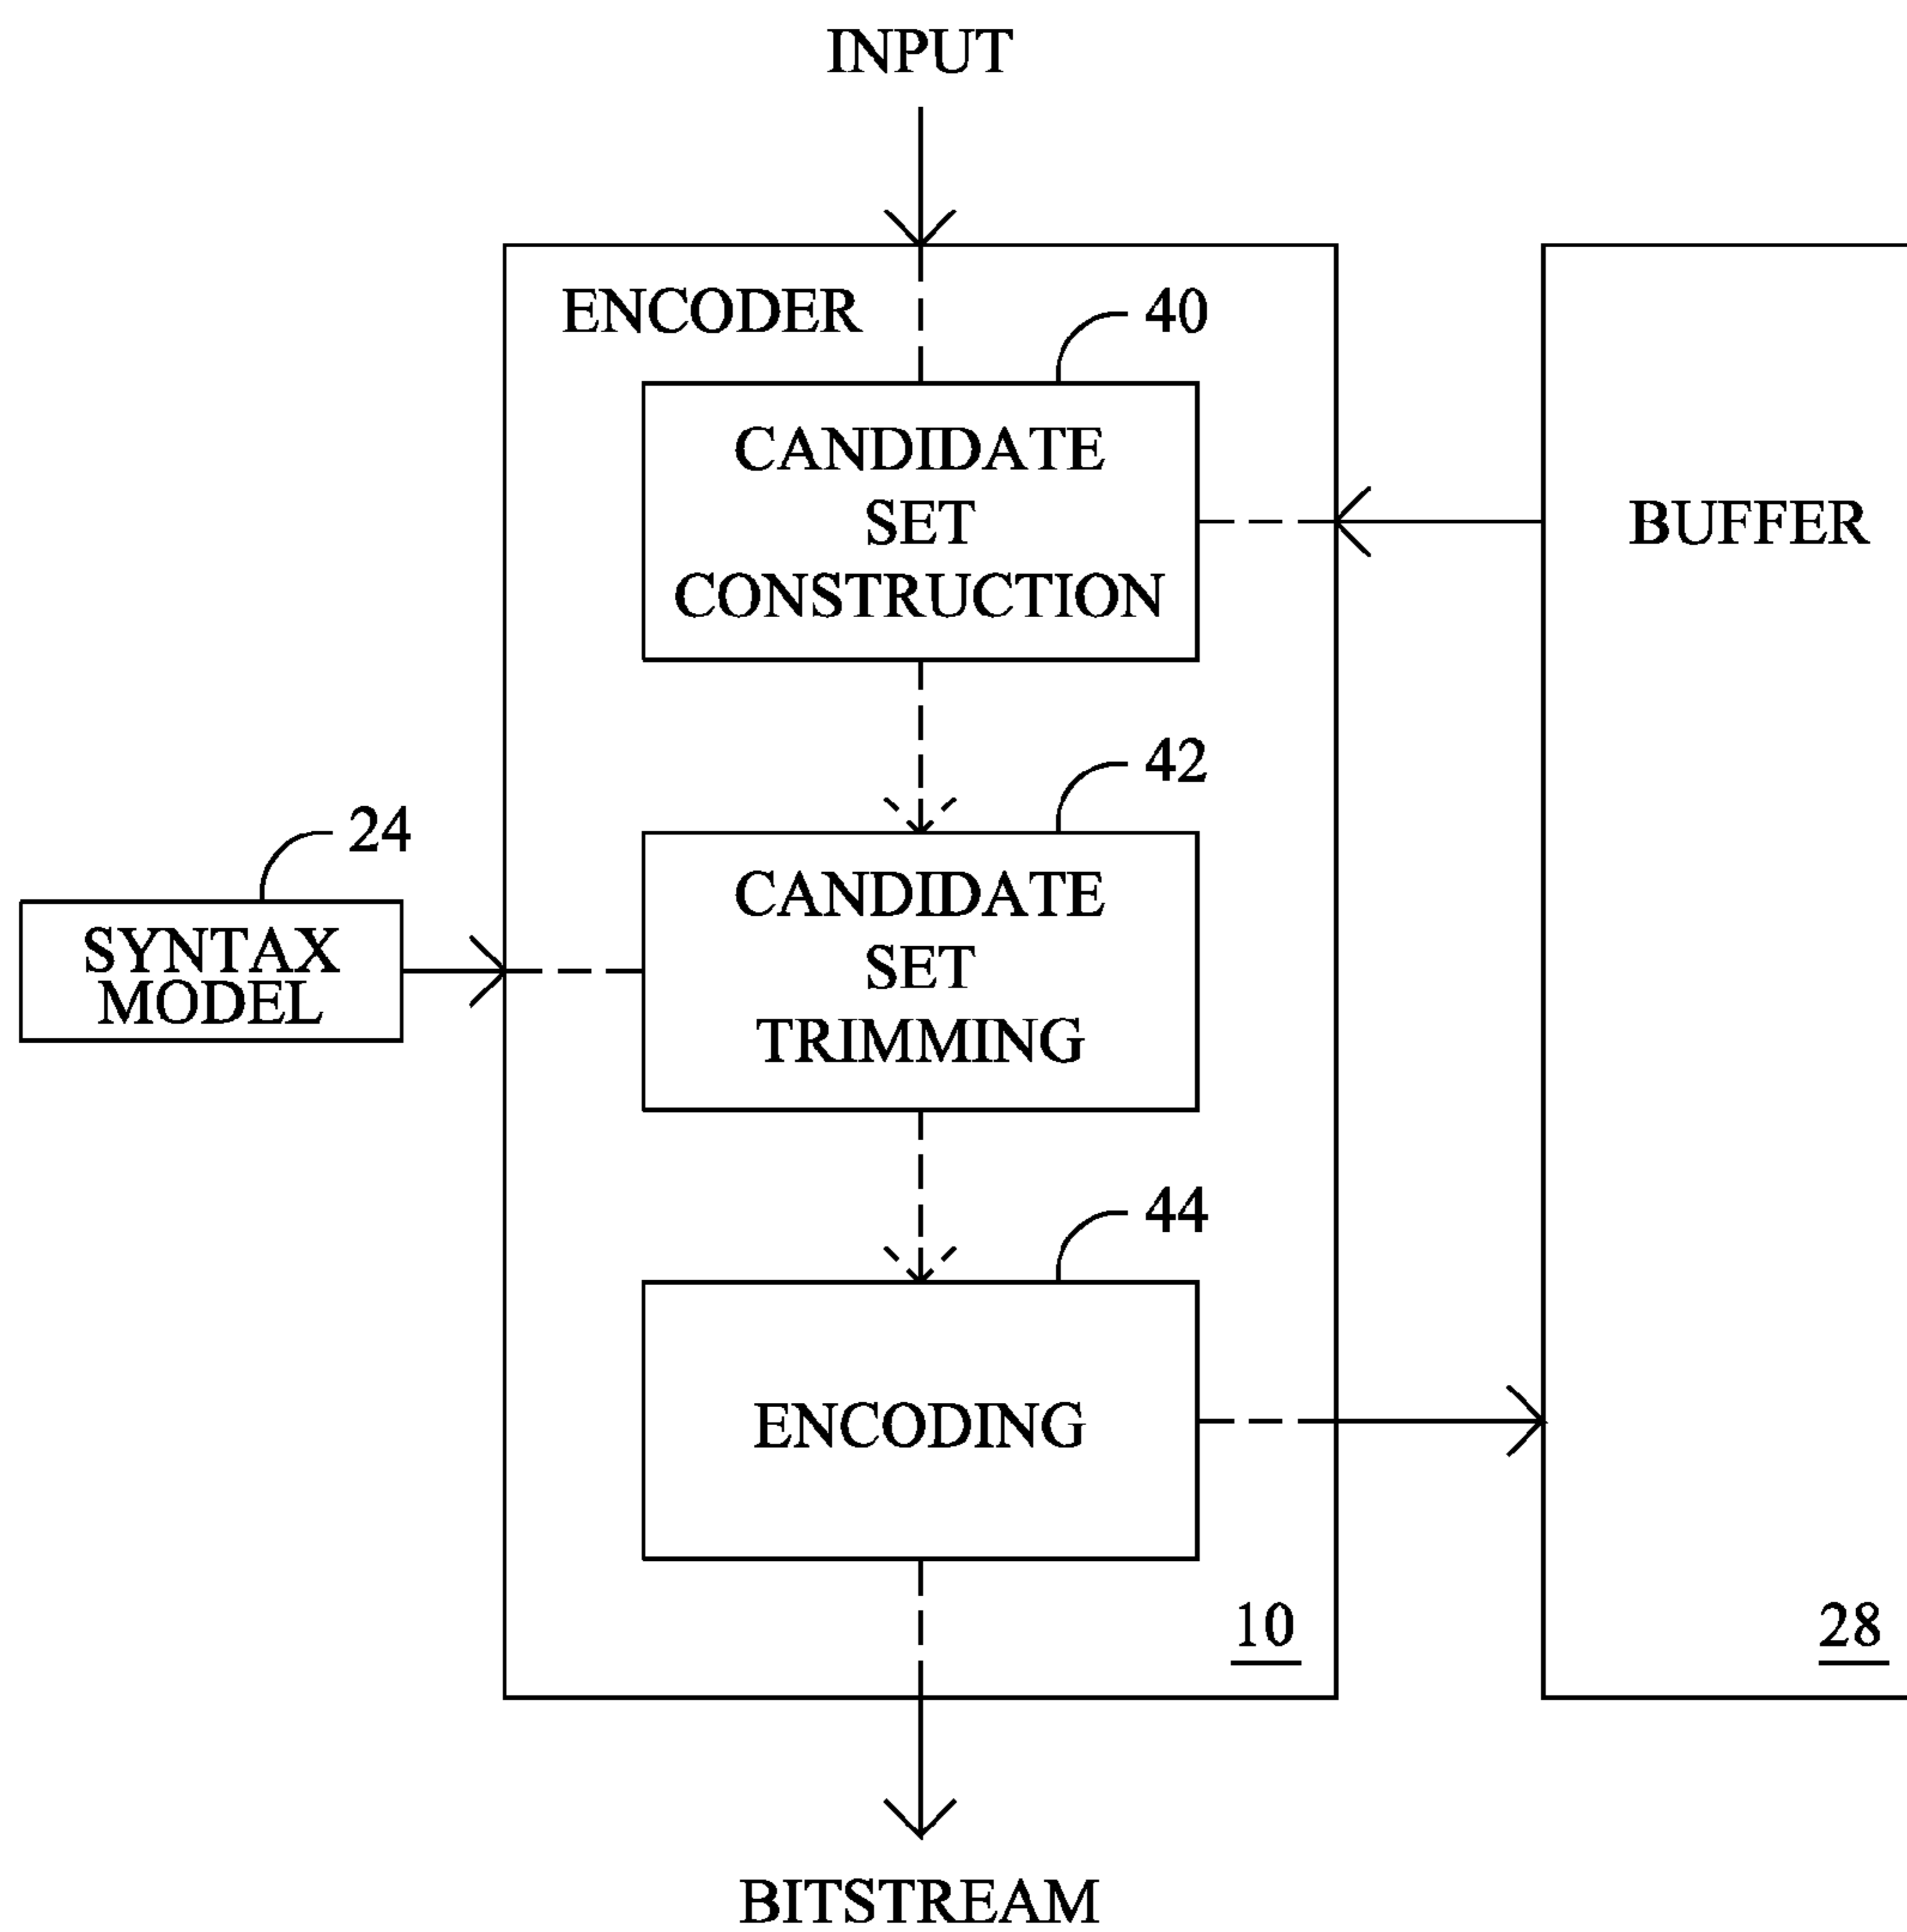 INPUT
ENCODER
40
CANDIDATE
SET
CONSTRUCTION
BUFFER
42
24
SYNTAX
MODEL
CANDIDATE
SET
TRIMMING
44
ENCODING
10
28
BITSTREAM